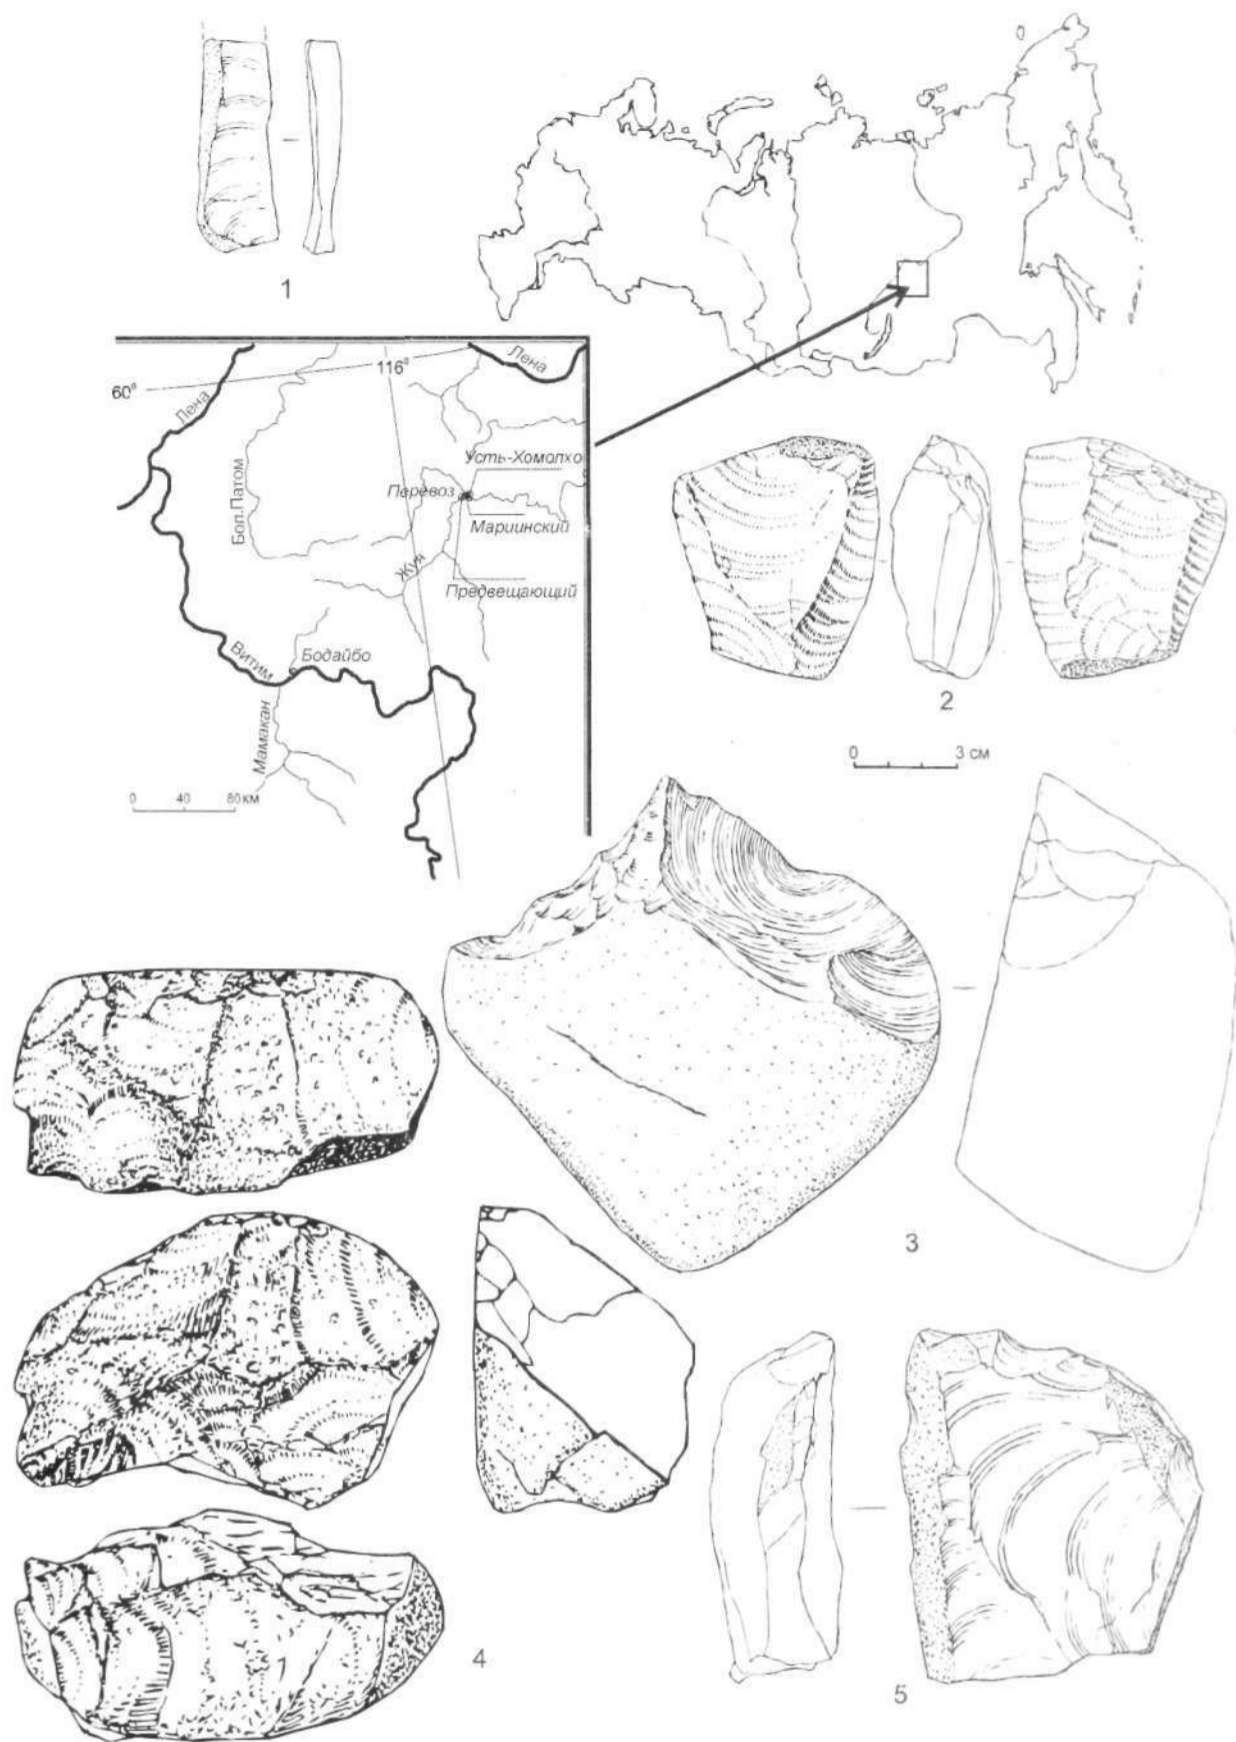 1
Лена
116°
60°
Лена
Бол.Патом
Усть-Хомолхо
Перевоз
Мариинский
Жуя
Предвещающий
Витим
Бодайбо
Мамакан
0 40 80 км
2
0 3 см
3
4
5